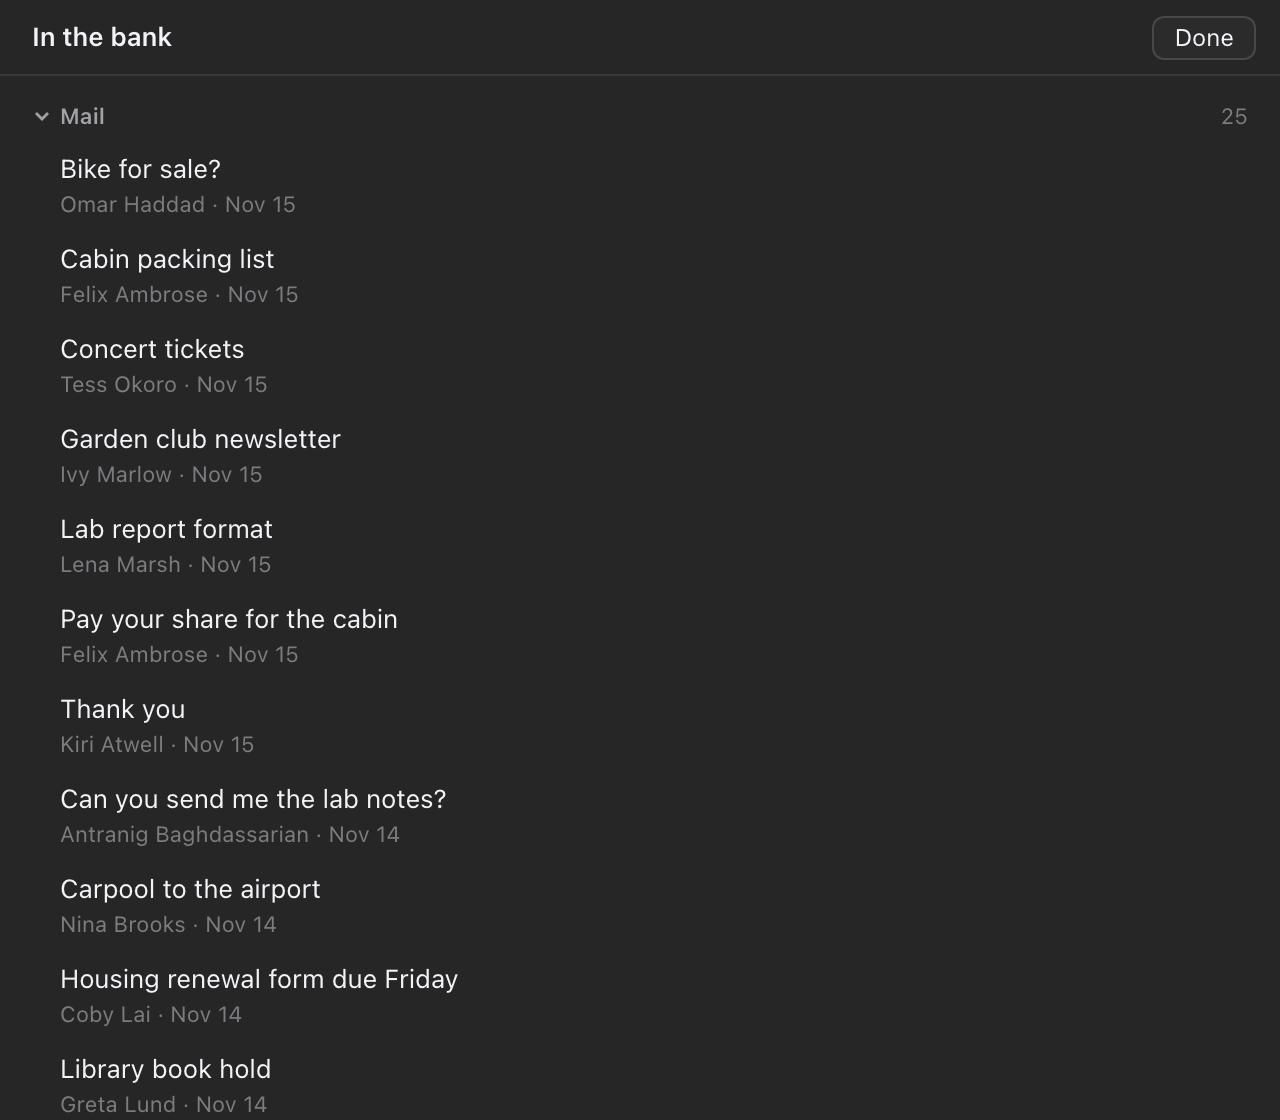 In the bank
Done
Mail
25
Bike for sale?
Omar Haddad · Nov 15
Cabin packing list
Felix Ambrose · Nov 15
Concert tickets
Tess Okoro · Nov 15
Garden club newsletter
Ivy Marlow · Nov 15
Lab report format
Lena Marsh · Nov 15
Pay your share for the cabin
Felix Ambrose · Nov 15
Thank you
Kiri Atwell · Nov 15
Can you send me the lab notes?
Antranig Baghdassarian · Nov 14
Carpool to the airport
Nina Brooks · Nov 14
Housing renewal form due Friday
Coby Lai · Nov 14
Library book hold
Greta Lund · Nov 14